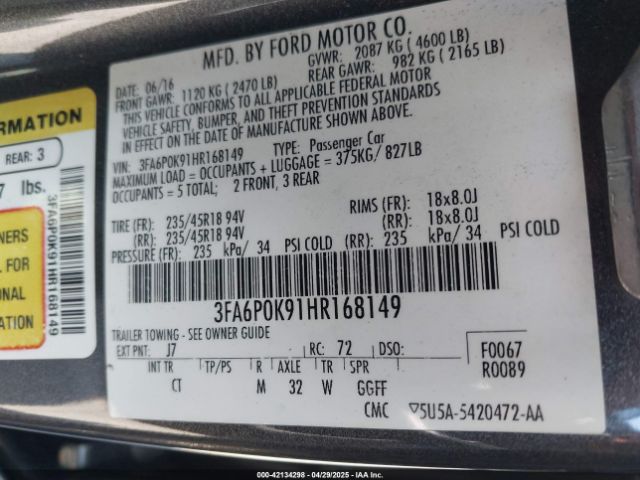 MFD. BY FORD MOTOR CO.
DATE: 06/16
GVWR: 2087 KG ( 4600 LB)
FRONT GAWR: 1120 KG ( 2470 LB)
REAR GAWR: 982 KG ( 2165 LB)
THIS VEHICLE CONFORMS TO ALL APPLICABLE FEDERAL MOTOR
VEHICLE SAFETY, BUMPER, AND THEFT PREVENTION STANDARDS
IN EFFECT ON THE DATE OF MANUFACTURE SHOWN ABOVE.
VIN: 3FA6P0K91HR168149 TYPE: Passenger Car
MAXIMUM LOAD = OCCUPANTS + LUGGAGE = 375KG/ 827LB
OCCUPANTS = 5 TOTAL; 2 FRONT, 3 REAR
TIRE (FR): 235/45R18 94V RIMS (FR): 18x8.0J
(RR): 235/45R18 94V (RR): 18x8.0J
PRESSURE (FR): 235 kPa/ 34 PSI COLD (RR): 235 kPa/ 34 PSI COLD
3FA6P0K91HR168149
TRAILER TOWING - SEE OWNER GUIDE
EXT PNT: J7 RC: 72 DSO: F0067
R0089
INT TR TP/PS R AXLE TR SPR
CT M 32 W GGFF
CMC ▽5U5A-5420472-AA
ORMATION
REAR: 3
7 lbs.
NERS
L FOR
ONAL
ATION
3FA6P0K91HR168149
000-42134298 04/29/2025 - IAA Inc.